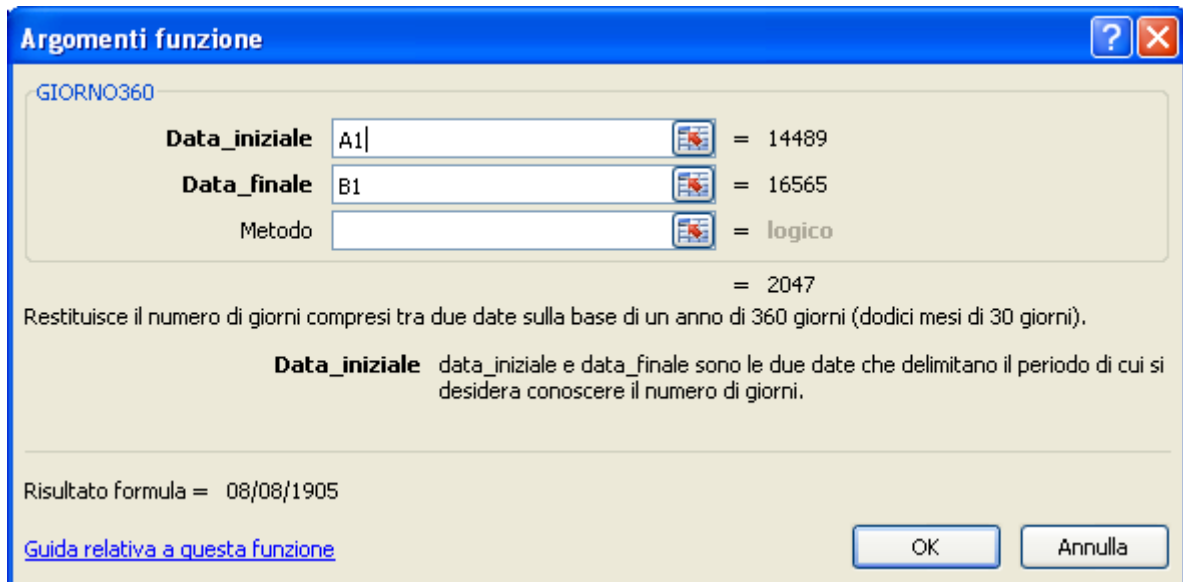 Argomenti funzione
GIORNO360
Data_iniziale A1 = 14489
Data_finale B1 = 16565
Metodo = logico
= 2047
Restituisce il numero di giorni compresi tra due date sulla base di un anno di 360 giorni (dodici mesi di 30 giorni).
Data_iniziale data_iniziale e data_finale sono le due date che delimitano il periodo di cui si
desidera conoscere il numero di giorni.
Risultato formula = 08/08/1905
Guida relativa a questa funzione OK Annulla